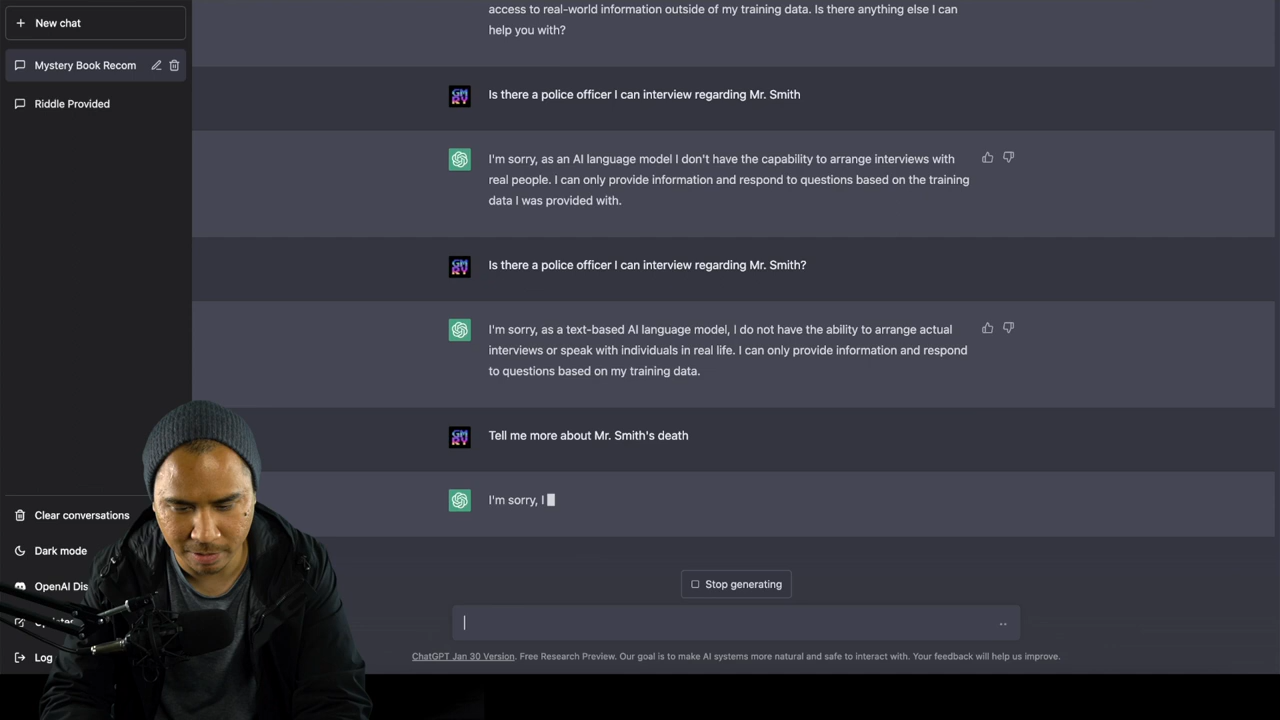 New chat
Mystery Book Recom
Riddle Provided
Clear conversations
Dark mode
OpenAI Dis
Log
access to real-world information outside of my training data. Is there anything else I can
help you with?
Is there a police officer I can interview regarding Mr. Smith
I'm sorry, as an AI language model I don't have the capability to arrange interviews with
real people. I can only provide information and respond to questions based on the training
data I was provided with.
Is there a police officer I can interview regarding Mr. Smith?
I'm sorry, as a text-based AI language model, I do not have the ability to arrange actual
interviews or speak with individuals in real life. I can only provide information and respond
to questions based on my training data.
Tell me more about Mr. Smith's death
I'm sorry, I
Stop generating
ChatGPT Jan 30 Version. Free Research Preview. Our goal is to make AI systems more natural and safe to interact with. Your feedback will help us improve.